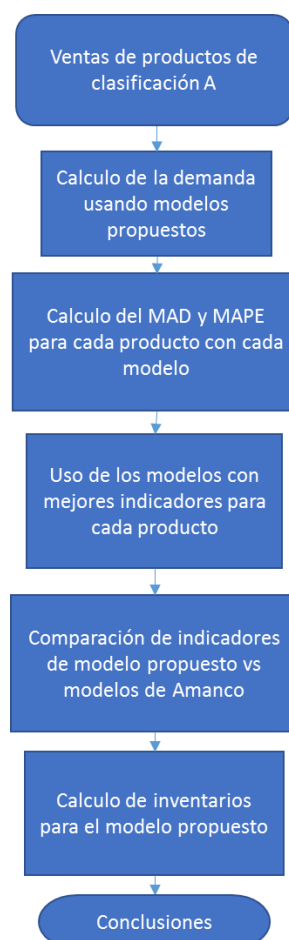 Ventas de productos de
clasificación A
Calculo de la demanda
usando modelos
propuestos
Calculo del MAD y MAPE
para cada producto con cada
modelo
Uso de los modelos con
mejores indicadores para
cada producto
Comparación de indicadores
de modelo propuesto vs
modelos de Amanco
Calculo de inventarios
para el modelo propuesto
Conclusiones